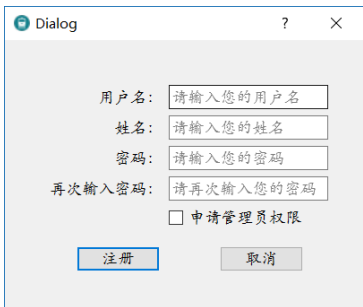 Dialog ?
用户名: 请输入您的用户名
姓名: 请输入您的姓名
密码: 请输入您的密码
再次输入密码: 请再次输入您的密码
申请管理员权限
注册 取消